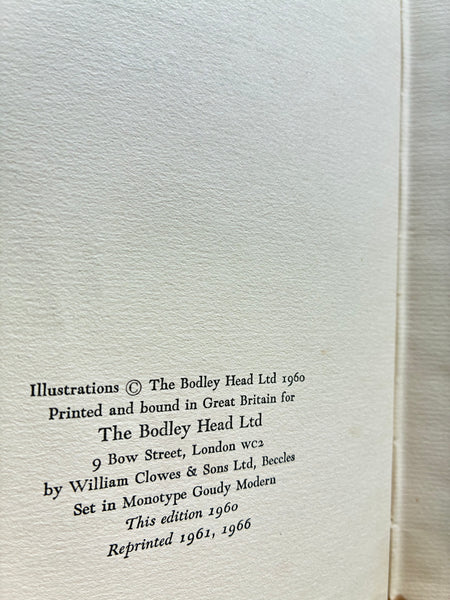 Illustrations © The Bodley Head Ltd 1960
Printed and bound in Great Britain for
The Bodley Head Ltd
9 Bow Street, London WC2
by William Clowes & Sons Ltd, Beccles
Set in Monotype Goudy Modern
This edition 1960
Reprinted 1961, 1966